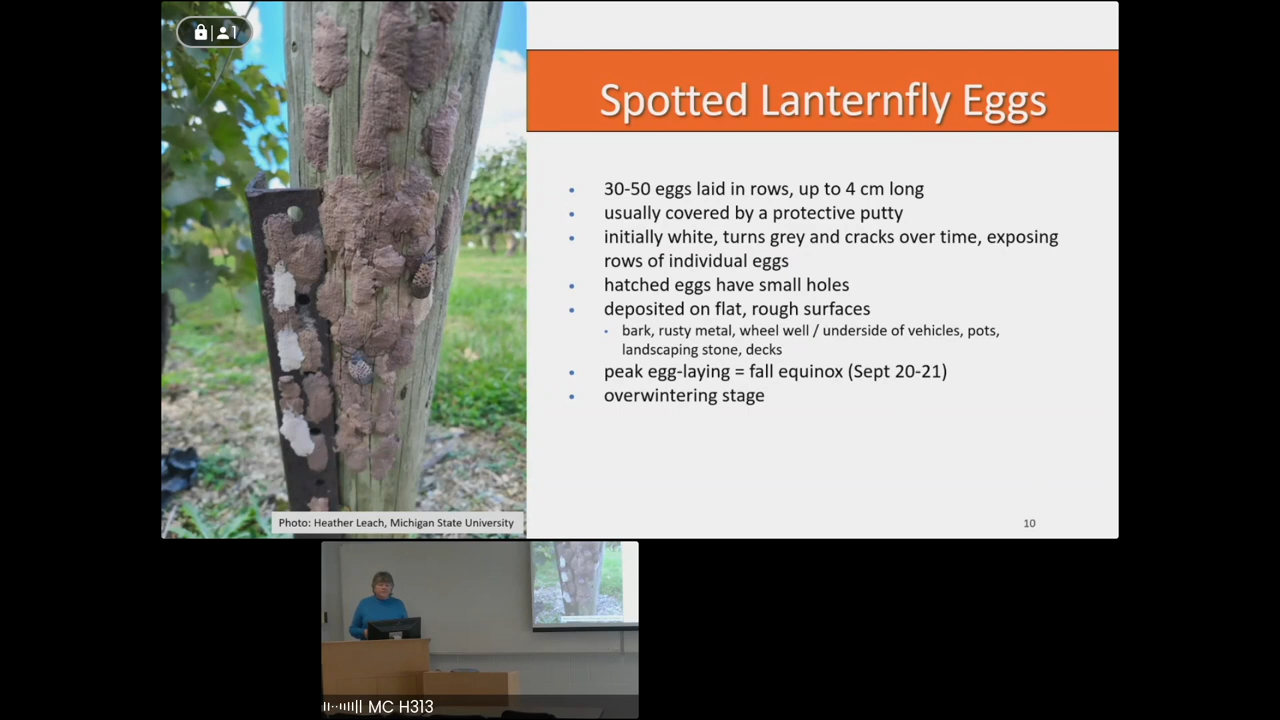 1
Spotted Lanternfly Eggs
• 30-50 eggs laid in rows, up to 4 cm long
• usually covered by a protective putty
• initially white, turns grey and cracks over time, exposing
rows of individual eggs
• hatched eggs have small holes
• deposited on flat, rough surfaces
• bark, rusty metal, wheel well / underside of vehicles, pots,
landscaping stone, decks
• peak egg-laying = fall equinox (Sept 20-21)
• overwintering stage
Photo: Heather Leach, Michigan State University
10
MC H313